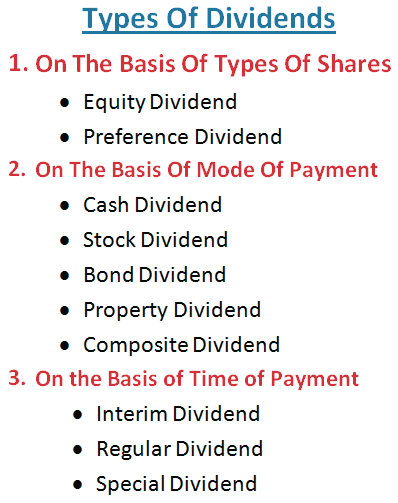 Types Of Dividends
1. On The Basis Of Types Of Shares
• Equity Dividend
• Preference Dividend
2. On The Basis Of Mode Of Payment
• Cash Dividend
• Stock Dividend
• Bond Dividend
• Property Dividend
• Composite Dividend
3. On the Basis of Time of Payment
• Interim Dividend
• Regular Dividend
• Special Dividend